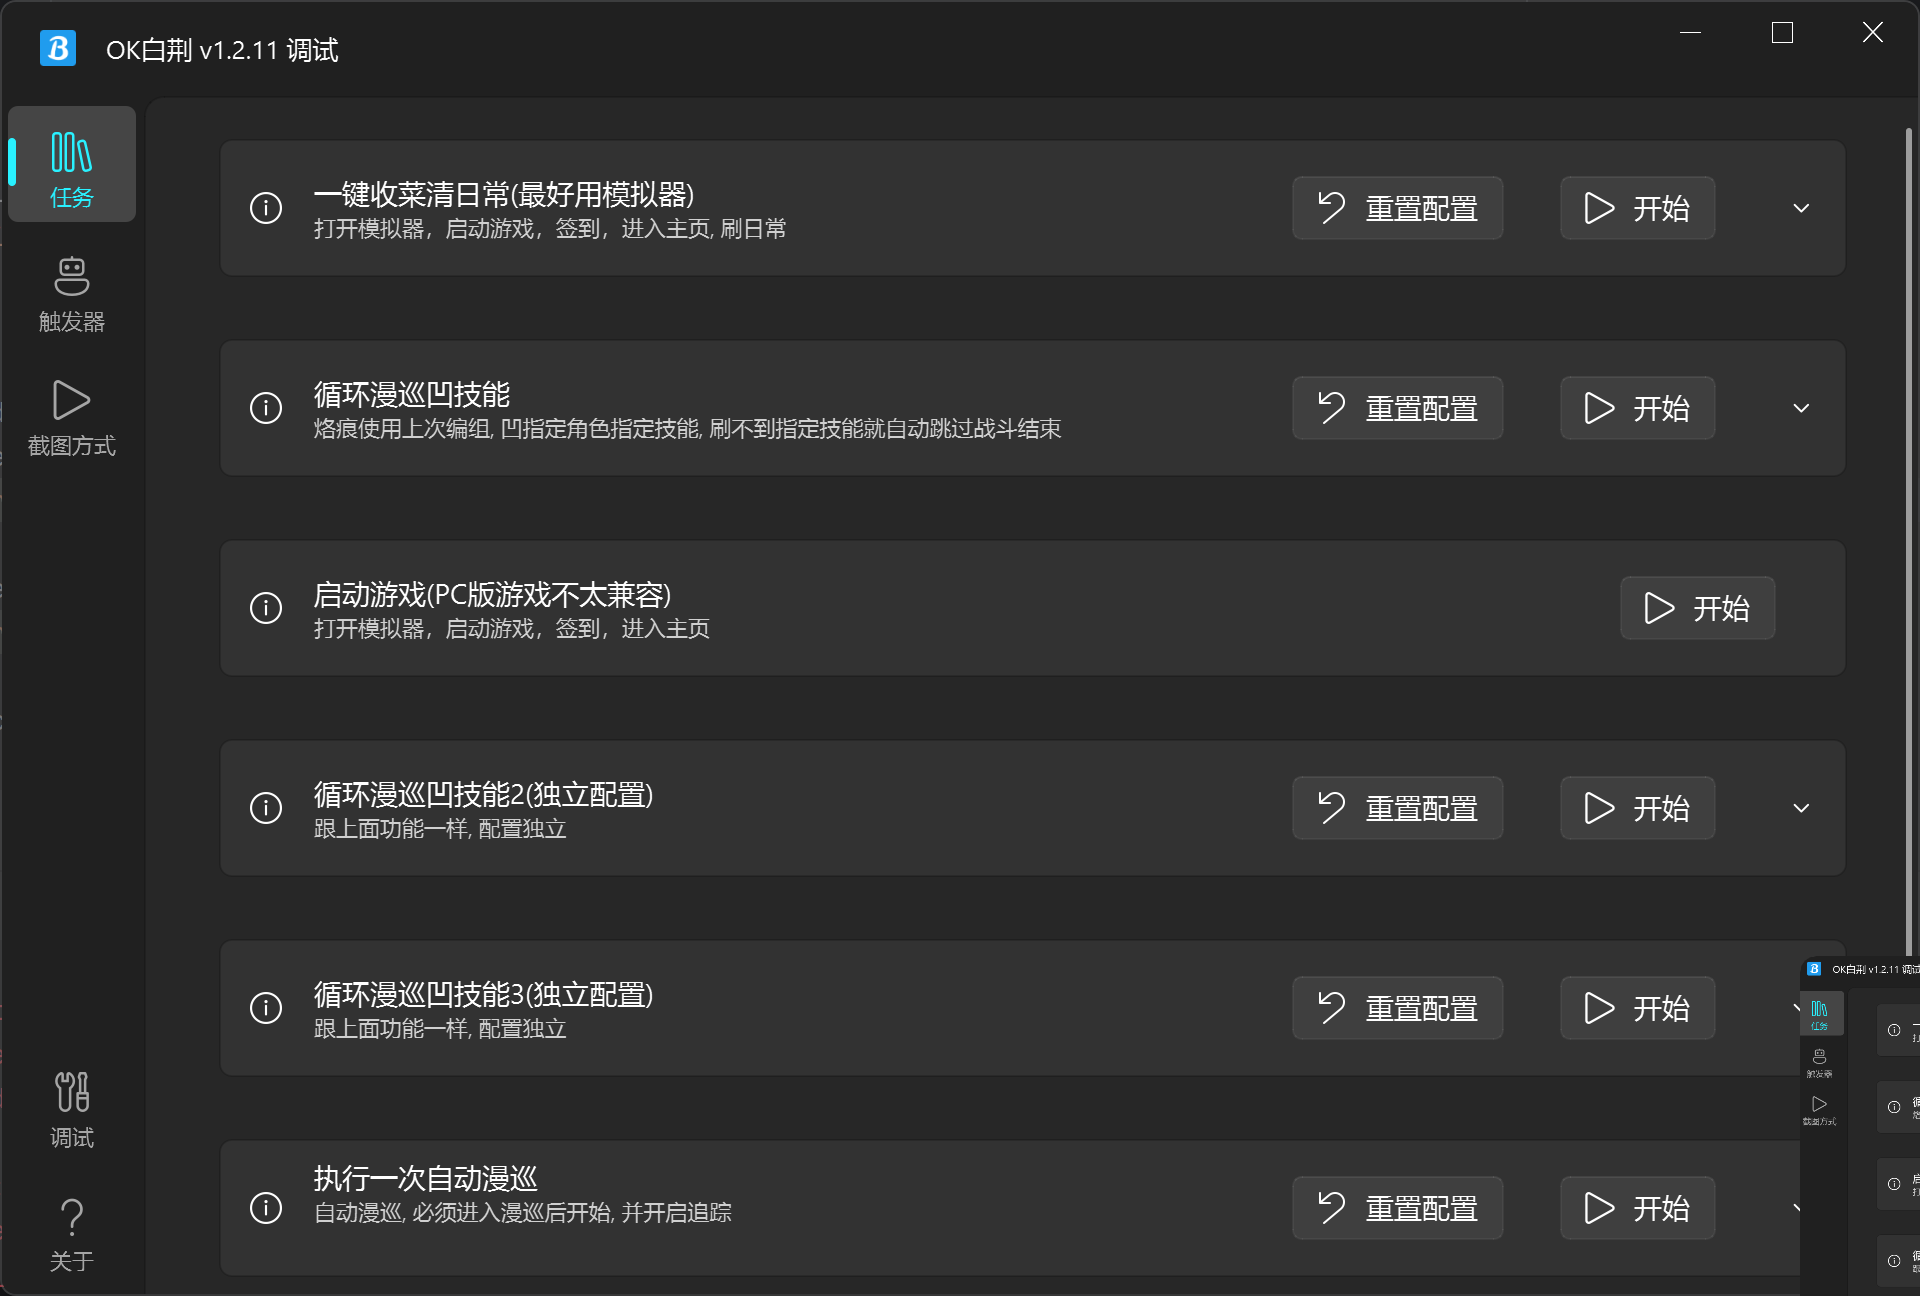 OK白荆 v1.2.11 调试
任务
触发器
截图方式
调试
关于
一键收菜清日常(最好用模拟器)
打开模拟器，启动游戏，签到，进入主页, 刷日常
重置配置
开始
循环漫巡凹技能
烙痕使用上次编组, 凹指定角色指定技能, 刷不到指定技能就自动跳过战斗结束
重置配置
开始
启动游戏(PC版游戏不太兼容)
打开模拟器，启动游戏，签到，进入主页
开始
循环漫巡凹技能2(独立配置)
跟上面功能一样, 配置独立
重置配置
开始
循环漫巡凹技能3(独立配置)
跟上面功能一样, 配置独立
重置配置
开始
执行一次自动漫巡
自动漫巡, 必须进入漫巡后开始, 并开启追踪
重置配置
开始
OK白荆 v1.2.11 调试
任务
触发器
截图方式